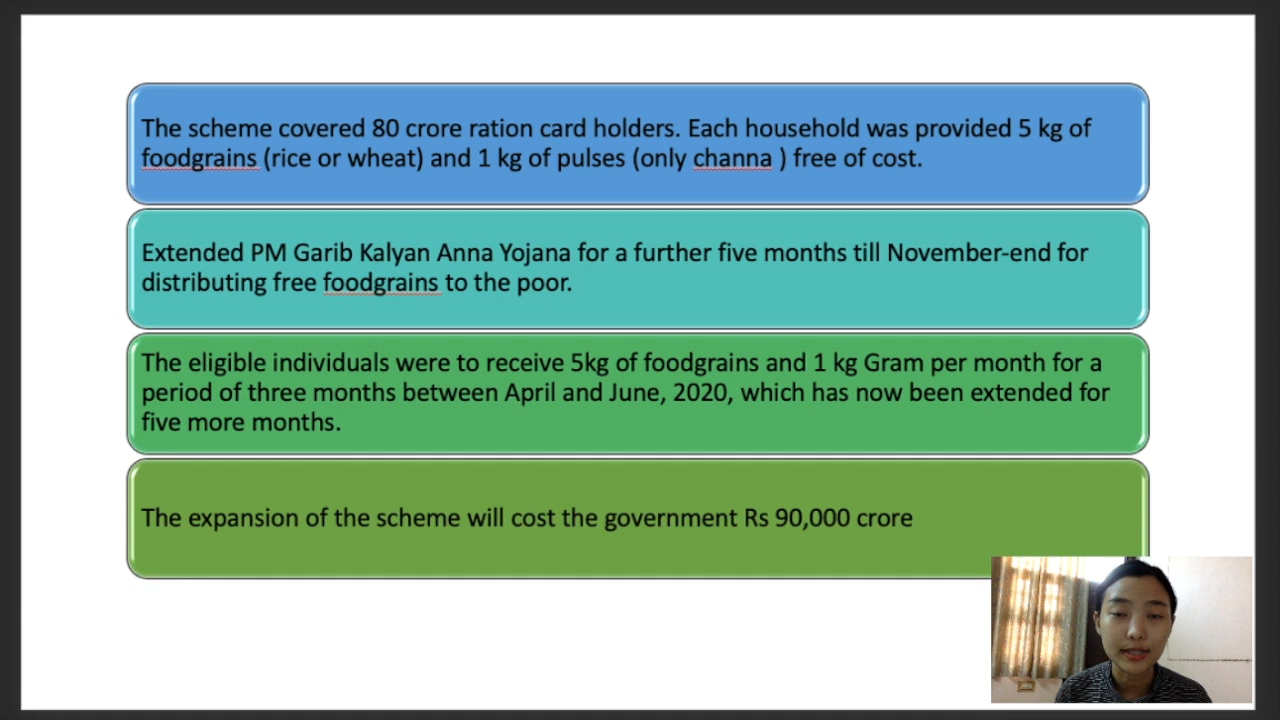 The scheme covered 80 crore ration card holders. Each household was provided 5 kg of
foodgrains (rice or wheat) and 1 kg of pulses (only channa ) free of cost.
Extended PM Garib Kalyan Anna Yojana for a further five months till November-end for
distributing free foodgrains to the poor.
The eligible individuals were to receive 5kg of foodgrains and 1 kg Gram per month for a
period of three months between April and June, 2020, which has now been extended for
five more months.
The expansion of the scheme will cost the government Rs 90,000 crore